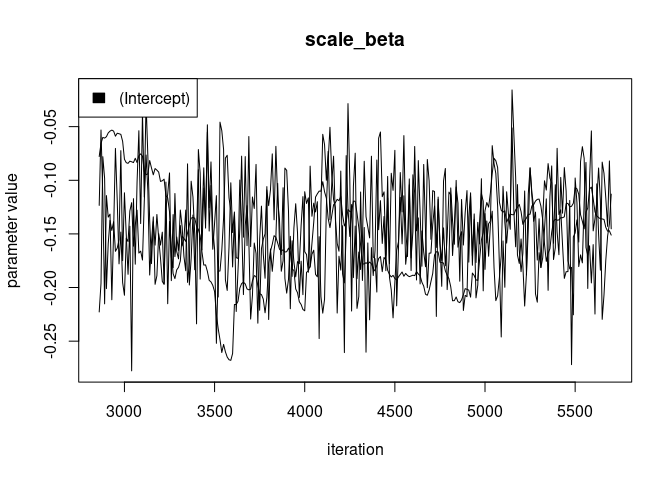 scale_beta
(Intercept)
parameter value
-0.05
-0.10
-0.15
-0.20
-0.25
3000 3500 4000 4500 5000 5500
iteration